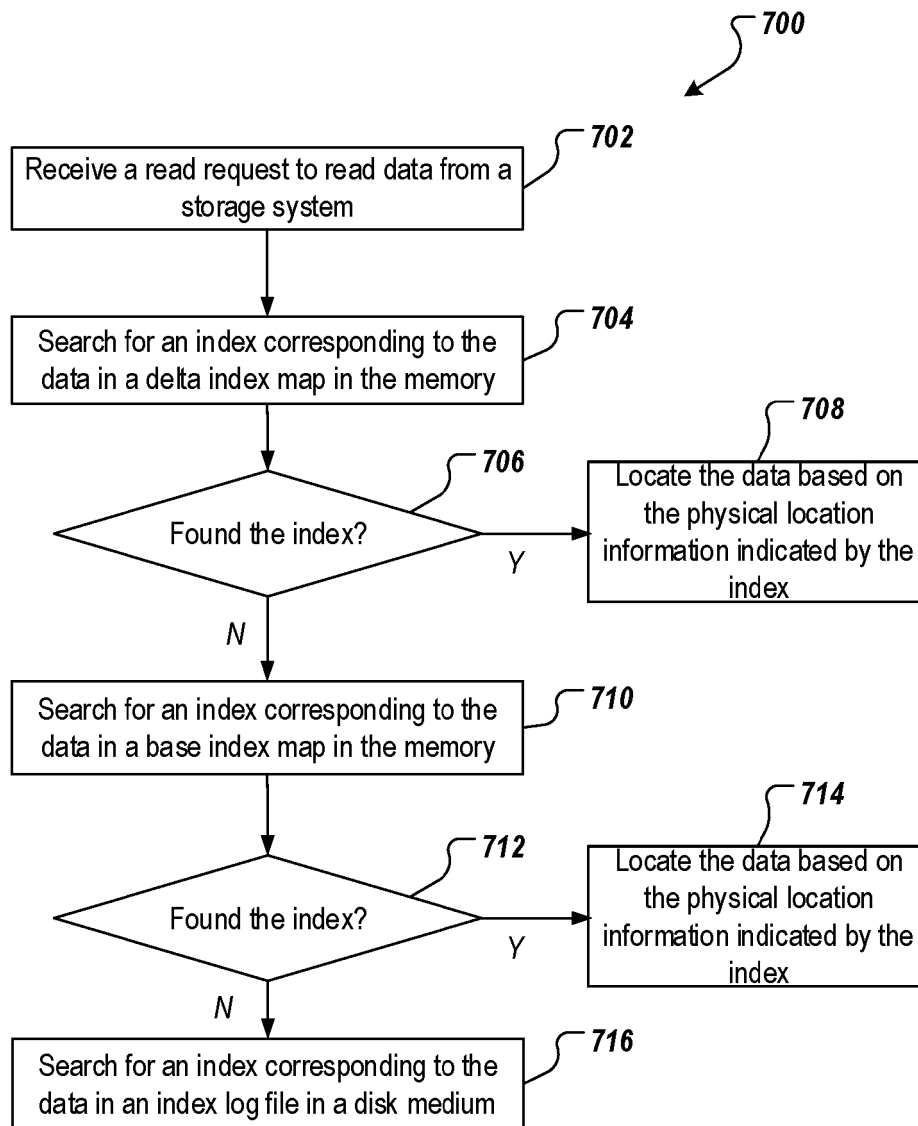 700
702
Receive a read request to read data from a
storage system
704
Search for an index corresponding to the
data in a delta index map in the memory
706
Found the index?
Y
N
708
Locate the data based on
the physical location
information indicated by the
index
710
Search for an index corresponding to the
data in a base index map in the memory
712
Found the index?
Y
N
714
Locate the data based on
the physical location
information indicated by the
index
716
Search for an index corresponding to the
data in an index log file in a disk medium